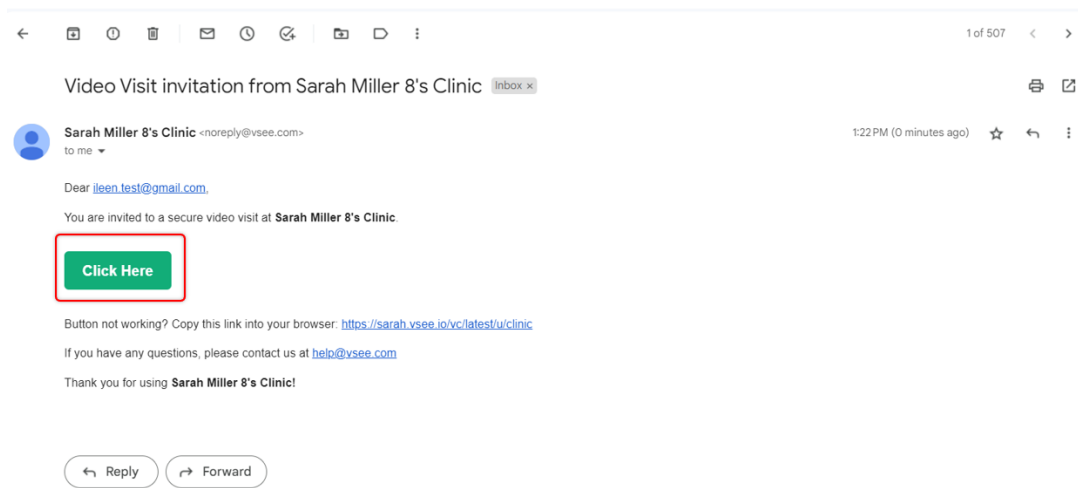 1 of 507
Video Visit invitation from Sarah Miller 8's Clinic Inbox ×
Sarah Miller 8's Clinic <noreply@vsee.com> 1:22 PM (0 minutes ago)
to me
Dear ileen.test@gmail.com,
You are invited to a secure video visit at Sarah Miller 8's Clinic.
Click Here
Button not working? Copy this link into your browser: https://sarah.vsee.io/vc/latest/u/clinic
If you have any questions, please contact us at help@vsee.com
Thank you for using Sarah Miller 8's Clinic!
Reply Forward